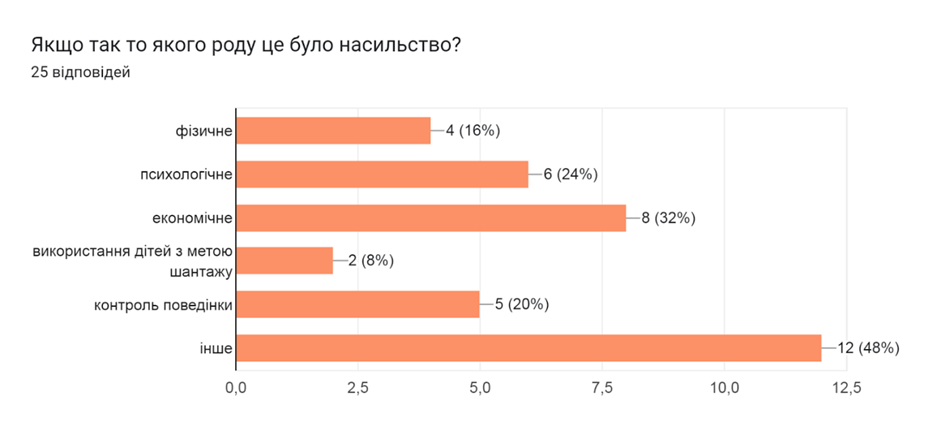 Якщо так то якого роду це було насильство?
25 відповідей
фізичне
4 (16%)
психологічне
6 (24%)
економічне
8 (32%)
використання дітей з метою
шантажу
2 (8%)
контроль поведінки
5 (20%)
інше
12 (48%)
0,0 2,5 5,0 7,5 10,0 12,5